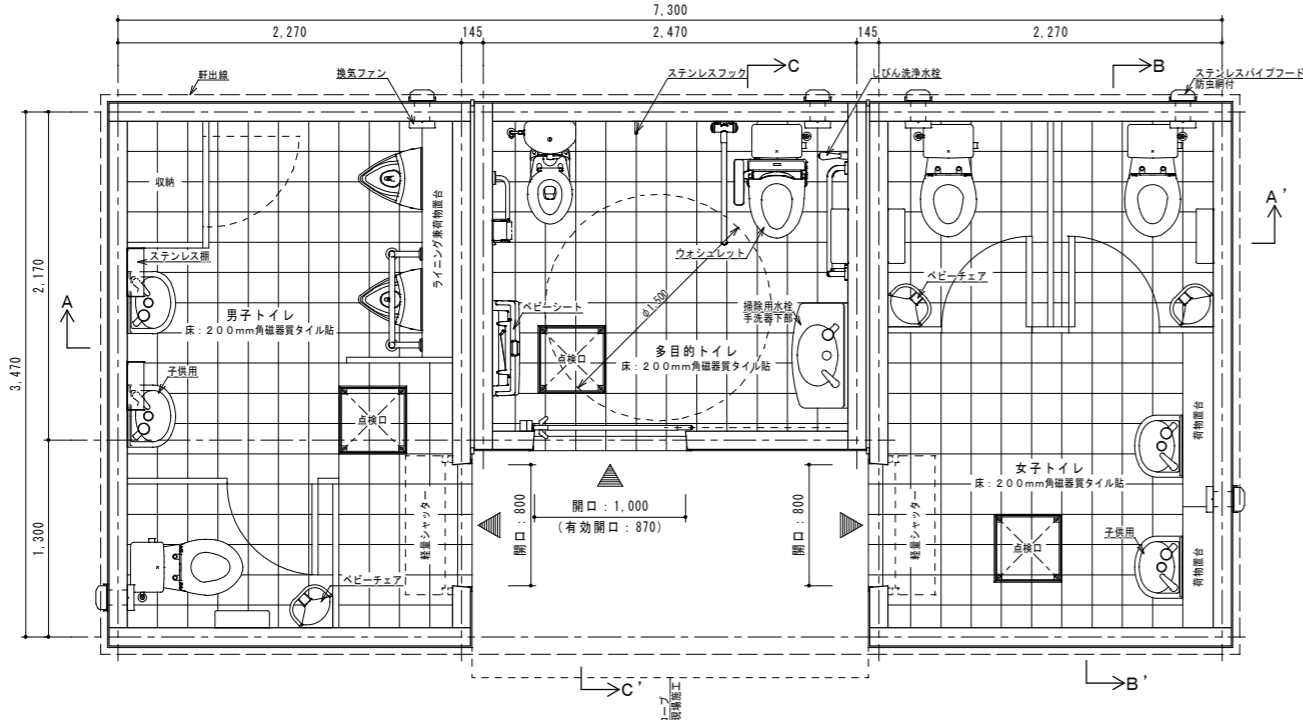 7,300
2,270
145
2,470
145
2,270
軒出線
換気ファン
ステンレスフック
C
しびん洗浄水栓
B
ステンレスパイプフード
防虫網付
収納
ライニング兼荷物置台
A'
ステンレス棚
ウォシュレット
ベビーチェア
2,170
A
男子トイレ
床：200mm角磁器質タイル貼
ベビーシート
φ1,500
掃除用水栓
手洗器下部
3,470
点検口
多目的トイレ
床：200mm角磁器質タイル貼
子供用
点検口
荷物置台
女子トイレ
床：200mm角磁器質タイル貼
軽量シャッター
開口：800
開口：1,000
(有効開口：870)
開口：800
軽量シャッター
1,300
点検口
子供用
荷物置台
ベビーチェア
C'
B'
現場施工